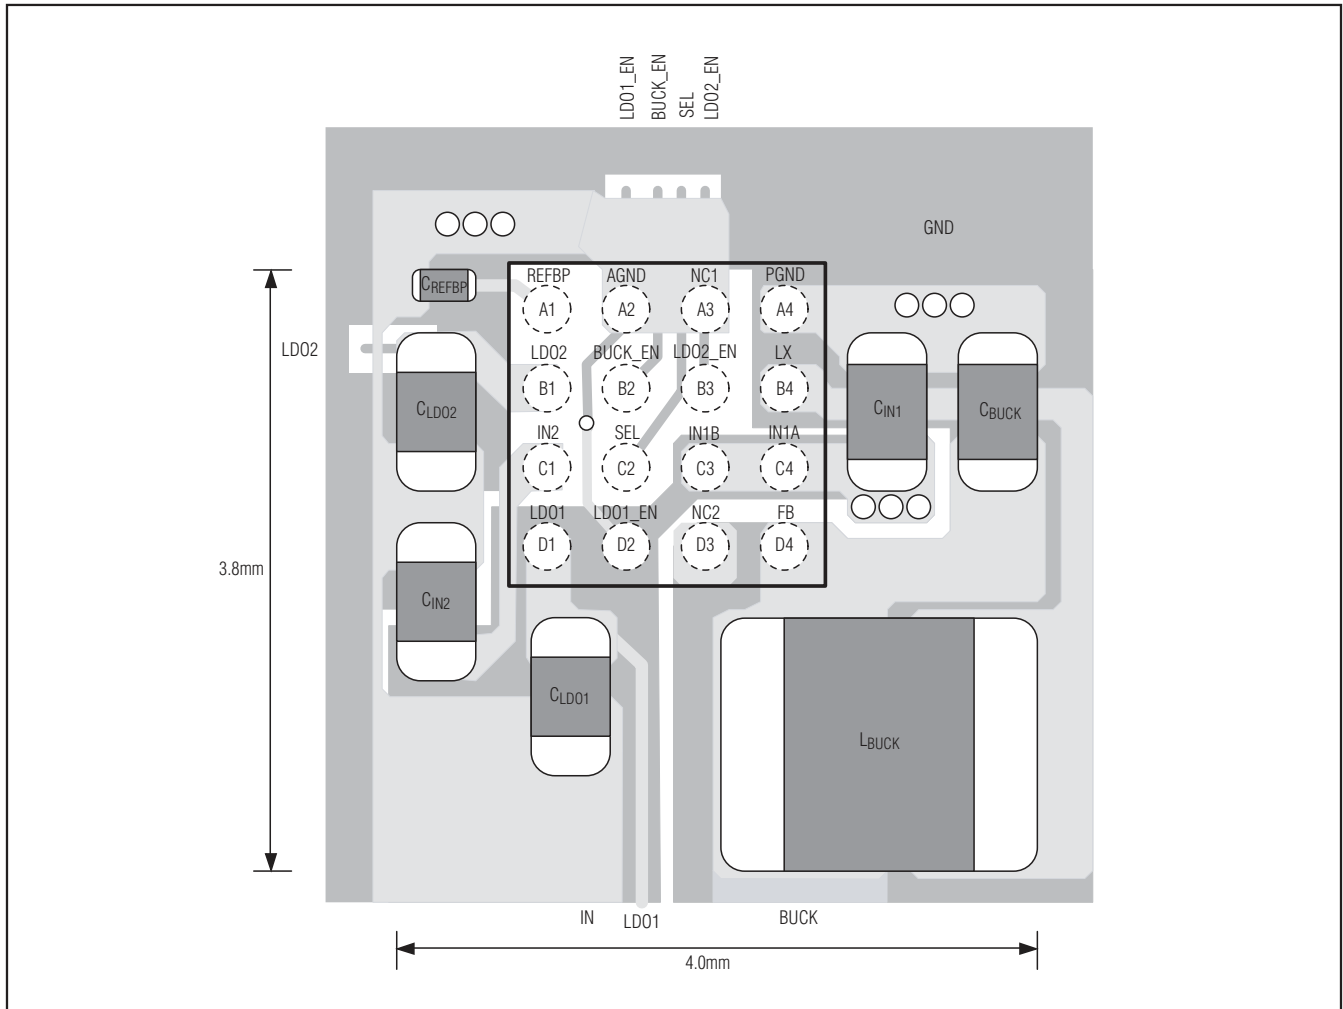 LDO1_EN
BUCK_EN
SEL
LDO2_EN
GND
REFBP
AGND
NC1
PGND
CREFBP
A1
A2
A3
A4
LDO2
LDO2
BUCK_EN
LDO2_EN
LX
B1
B2
B3
B4
CLDO2
CIN1
CBUCK
IN2
SEL
IN1B
IN1A
C1
C2
C3
C4
LDO1
LDO1_EN
NC2
FB
D1
D2
D3
D4
3.8mm
CIN2
CLDO1
LBUCK
IN
LDO1
BUCK
4.0mm